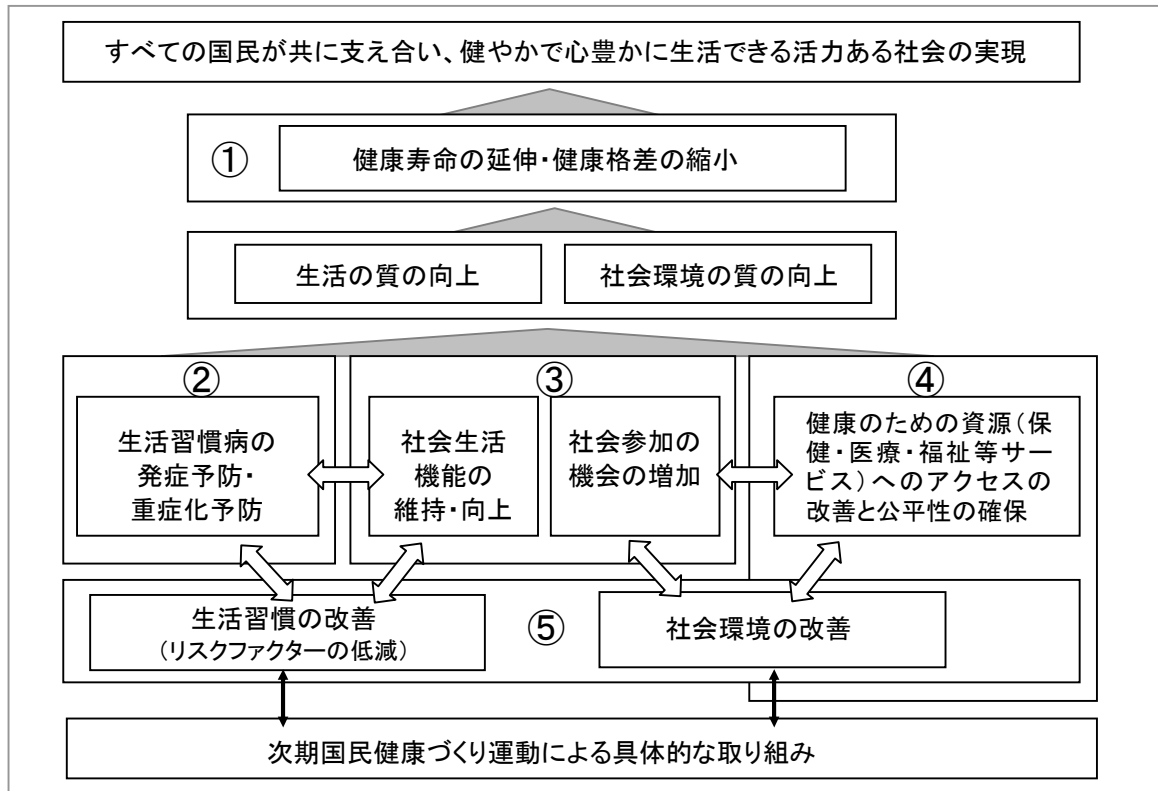 すべての国民が共に支え合い、健やかで心豊かに生活できる活力ある社会の実現
①
健康寿命の延伸・健康格差の縮小
生活の質の向上
社会環境の質の向上
②
生活習慣病の
発症予防・
重症化予防
③
社会生活
機能の
維持・向上
社会参加の
機会の増加
④
健康のための資源（保
健・医療・福祉等サー
ビス）へのアクセスの
改善と公平性の確保
生活習慣の改善
（リスクファクターの低減）
⑤
社会環境の改善
次期国民健康づくり運動による具体的な取り組み